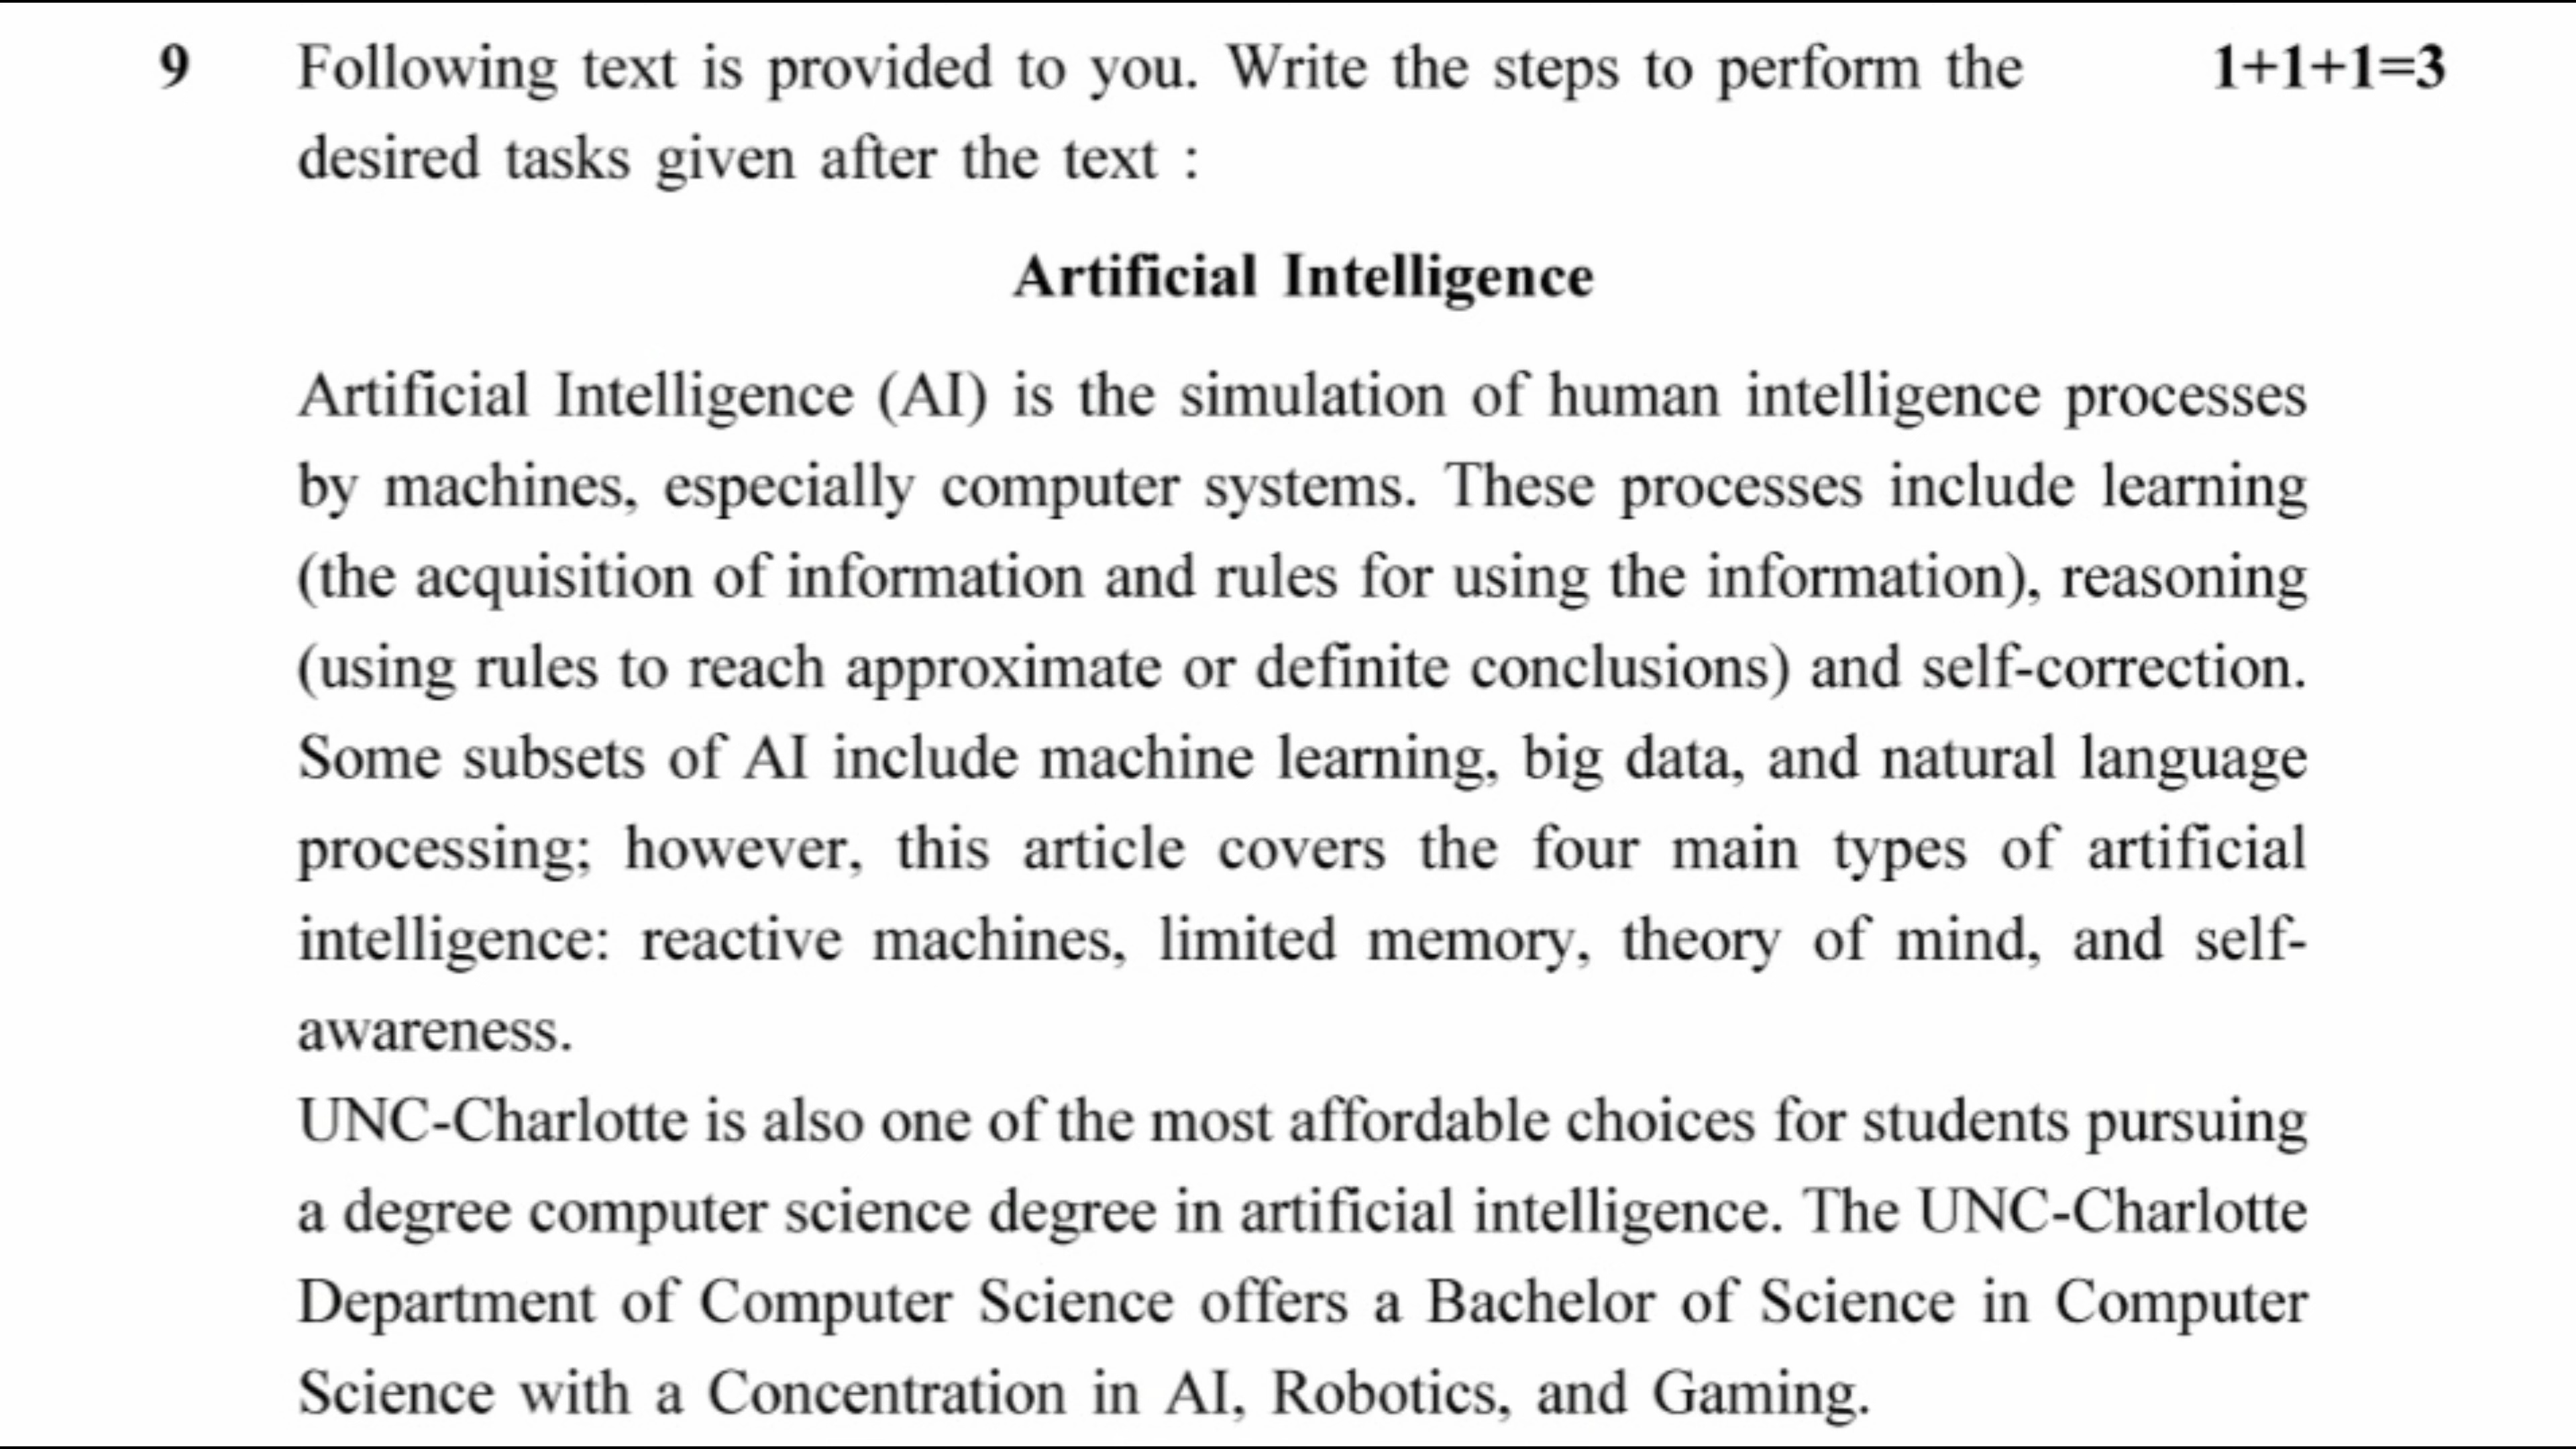 9 Following text is provided to you. Write the steps to perform the 1+1+1=3
desired tasks given after the text :
Artificial Intelligence
Artificial Intelligence (AI) is the simulation of human intelligence processes
by machines, especially computer systems. These processes include learning
(the acquisition of information and rules for using the information), reasoning
(using rules to reach approximate or definite conclusions) and self-correction.
Some subsets of AI include machine learning, big data, and natural language
processing; however, this article covers the four main types of artificial
intelligence: reactive machines, limited memory, theory of mind, and self-
awareness.
UNC-Charlotte is also one of the most affordable choices for students pursuing
a degree computer science degree in artificial intelligence. The UNC-Charlotte
Department of Computer Science offers a Bachelor of Science in Computer
Science with a Concentration in AI, Robotics, and Gaming.